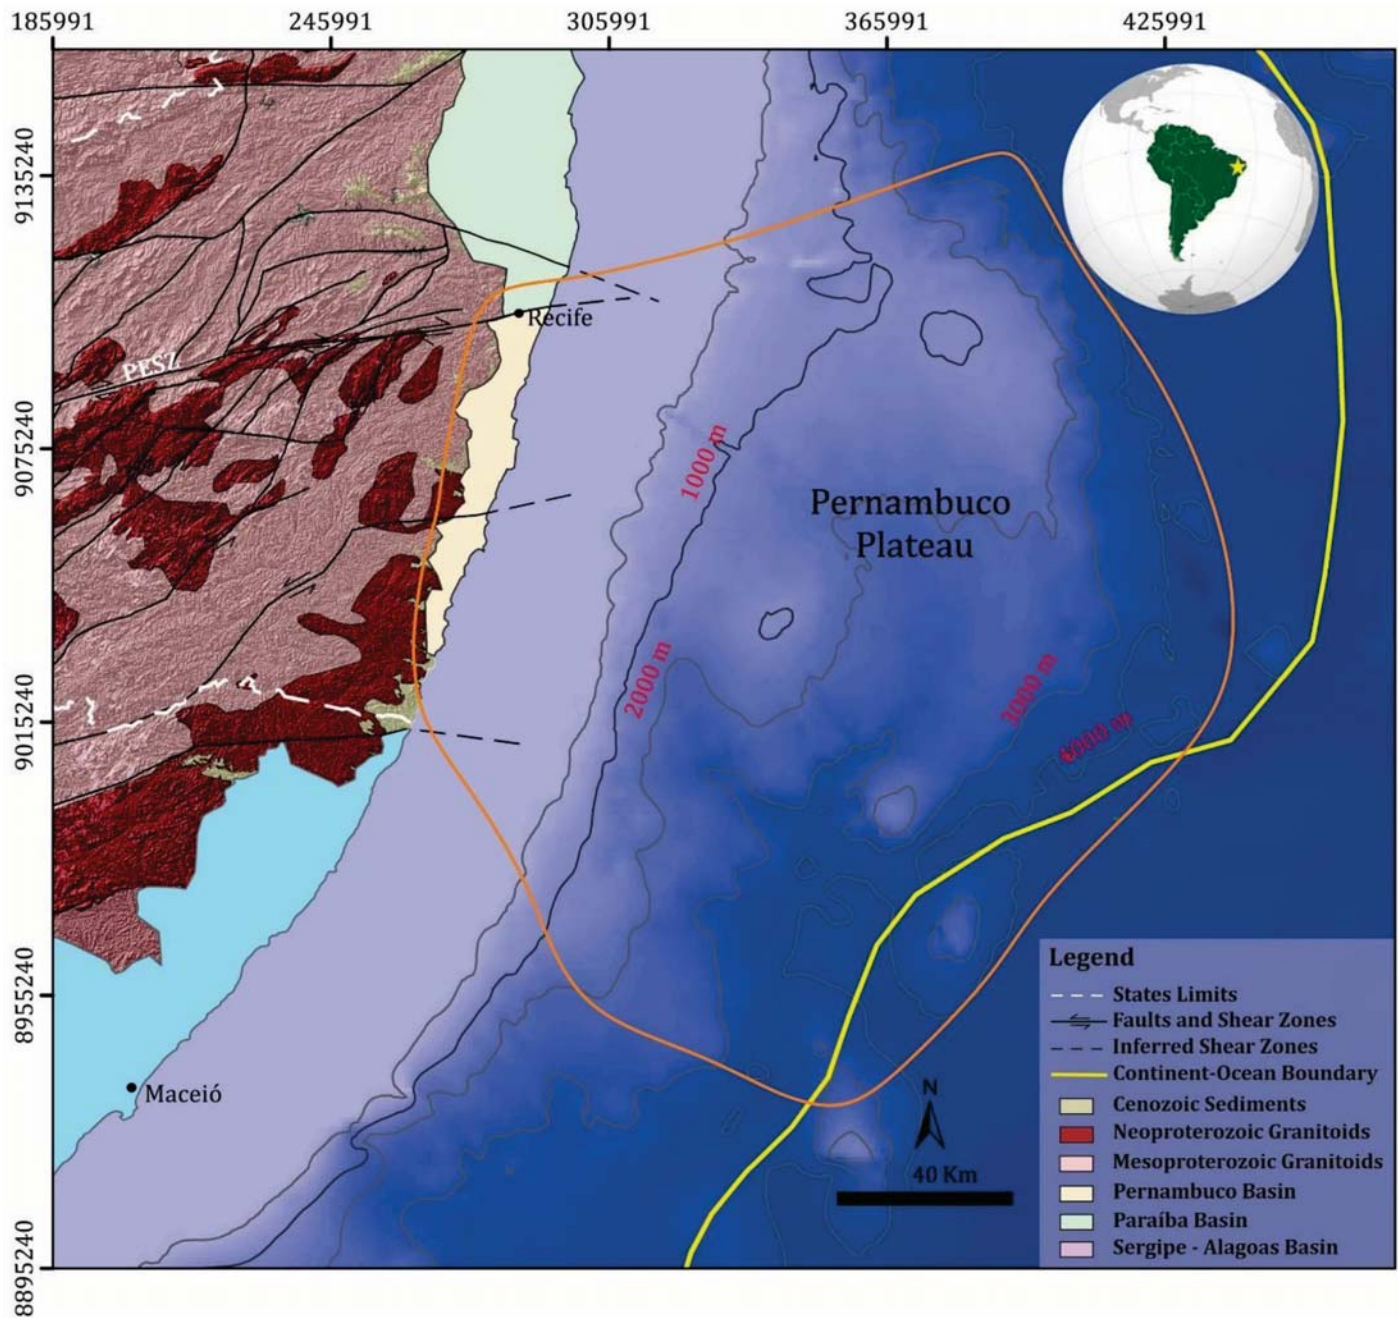 185991
245991
305991
365991
425991
9135240
9075240
9015240
8955240
8895240
Recife
PESZ
1000 m
Pernambuco
Plateau
2000 m
3000 m
4000 m
Maceió
N
40 Km
Legend
States Limits
Faults and Shear Zones
Inferred Shear Zones
Continent-Ocean Boundary
Cenozoic Sediments
Neoproterozoic Granitoids
Mesoproterozoic Granitoids
Pernambuco Basin
Paraíba Basin
Sergipe - Alagoas Basin